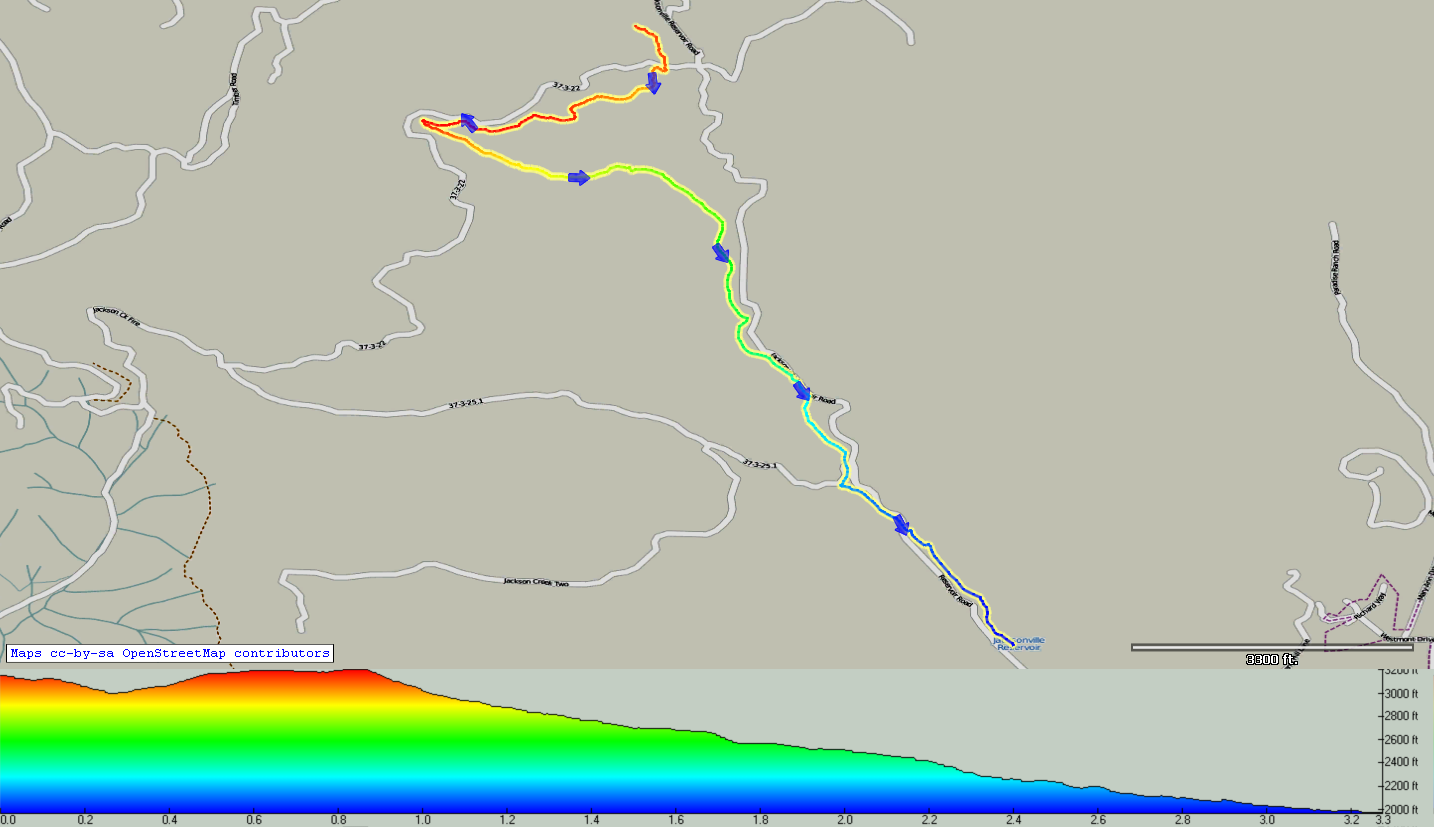 Jacksonville Reservoir Road
Timber Road
37-3-22
37-3-22
Road
Paradise Ranch Road
Jackson Cr Fire
37-3-22
37-3-25.1
37-3-25.1
Jackson Creek Two
Reservoir Road
Richard Way
Westmont Drive
Jacksonville
Reservoir
Maps cc-by-sa OpenStreetMap contributors
3300 ft.
3200 ft
3000 ft
2800 ft
2600 ft
2400 ft
2200 ft
2000 ft
0.0 0.2 0.4 0.6 0.8 1.0 1.2 1.4 1.6 1.8 2.0 2.2 2.4 2.6 2.8 3.0 3.2 3.3